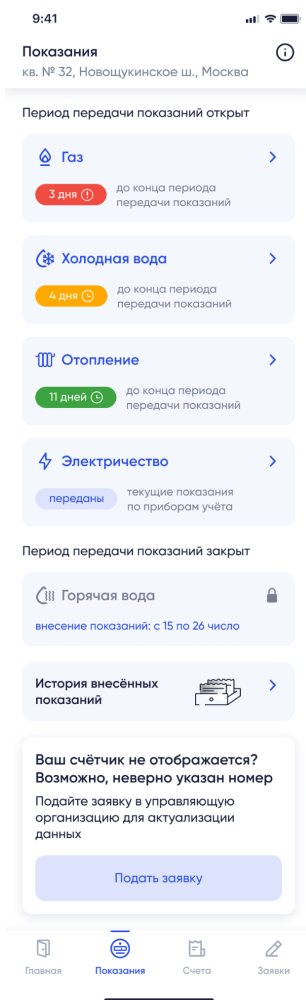 9:41
Показания
кв. № 32, Новощукинское ш., Москва
Период передачи показаний открыт
Газ
3 дня
до конца периода
передачи показаний
Холодная вода
4 дня
до конца периода
передачи показаний
Отопление
11 дней
до конца периода
передачи показаний
Электричество
переданы
текущие показания
по приборам учёта
Период передачи показаний закрыт
Горячая вода
внесение показаний: с 15 по 26 число
История внесённых
показаний
Ваш счётчик не отображается?
Возможно, неверно указан номер
Подайте заявку в управляющую
организацию для актуализации
данных
Подать заявку
Главная Показания Счета Заявки